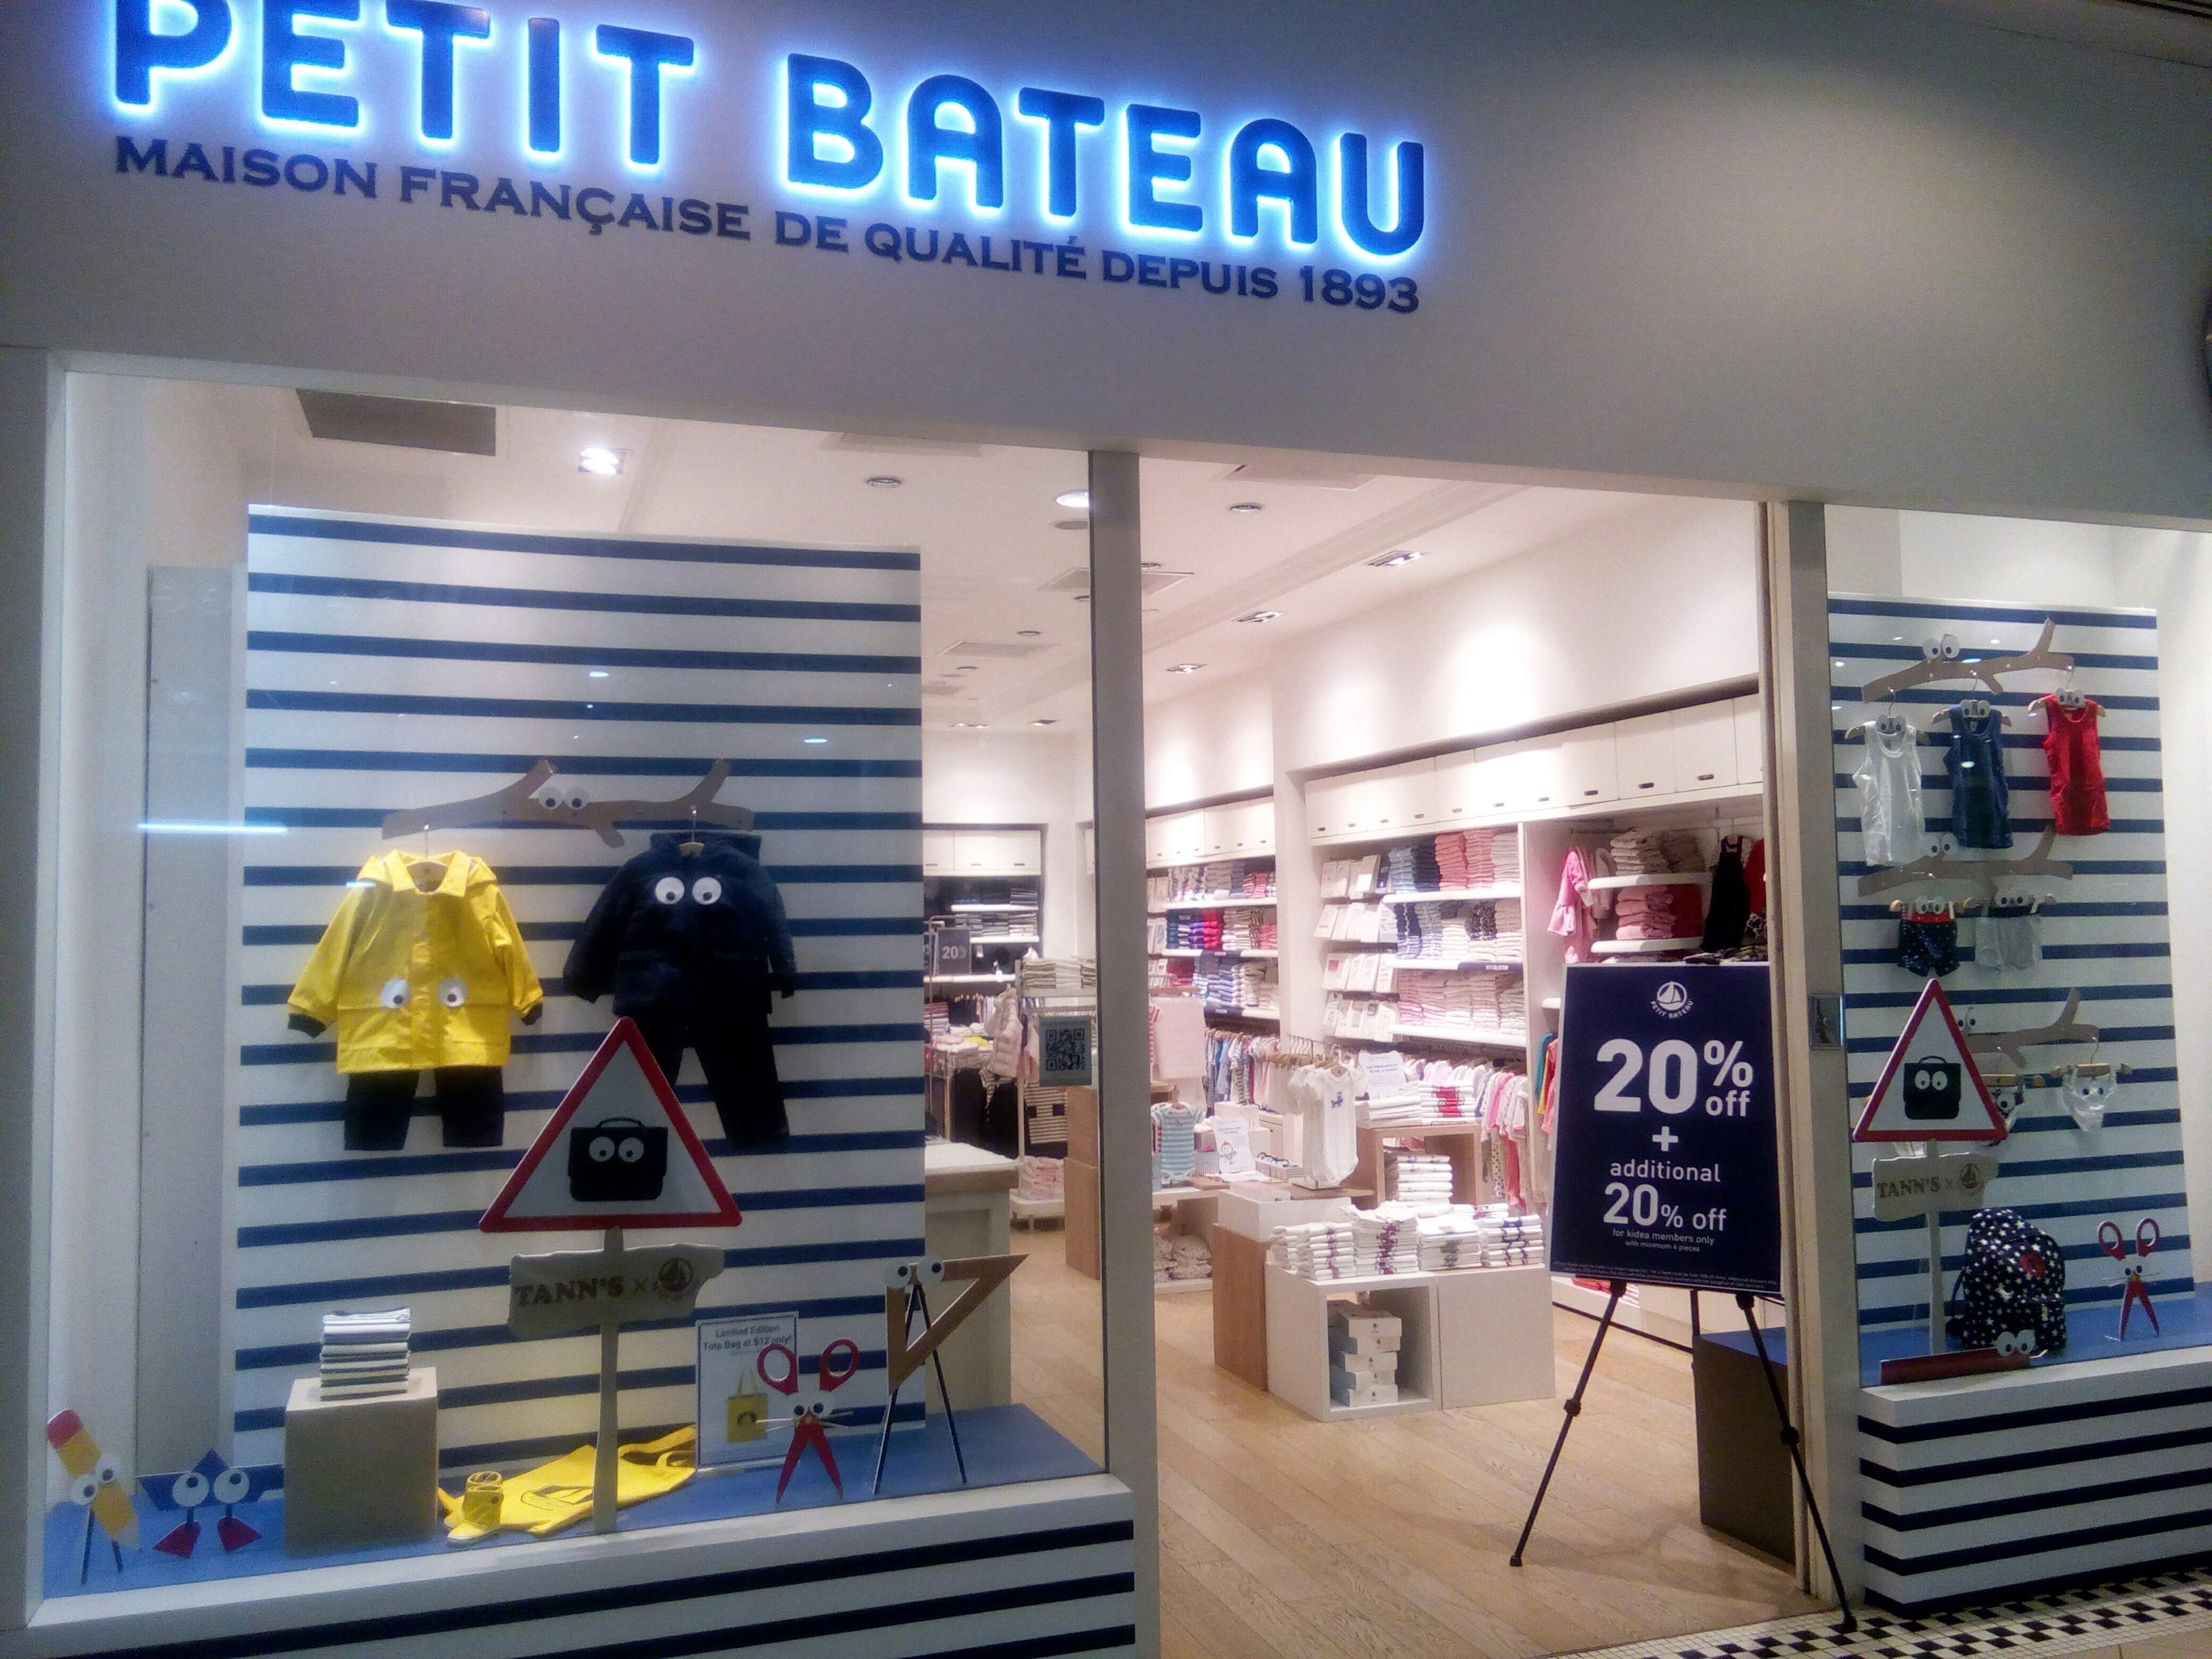 PETIT BATEAU
MAISON FRANÇAISE DE QUALITÉ DEPUIS 1893
20%
PETIT BATEAU
20%
off
+
additional
20% off
for kidea members only
with minimum 4 pieces
TANN'S X
TANN'S X
Limited Edition
Tote Bag at $12 only!